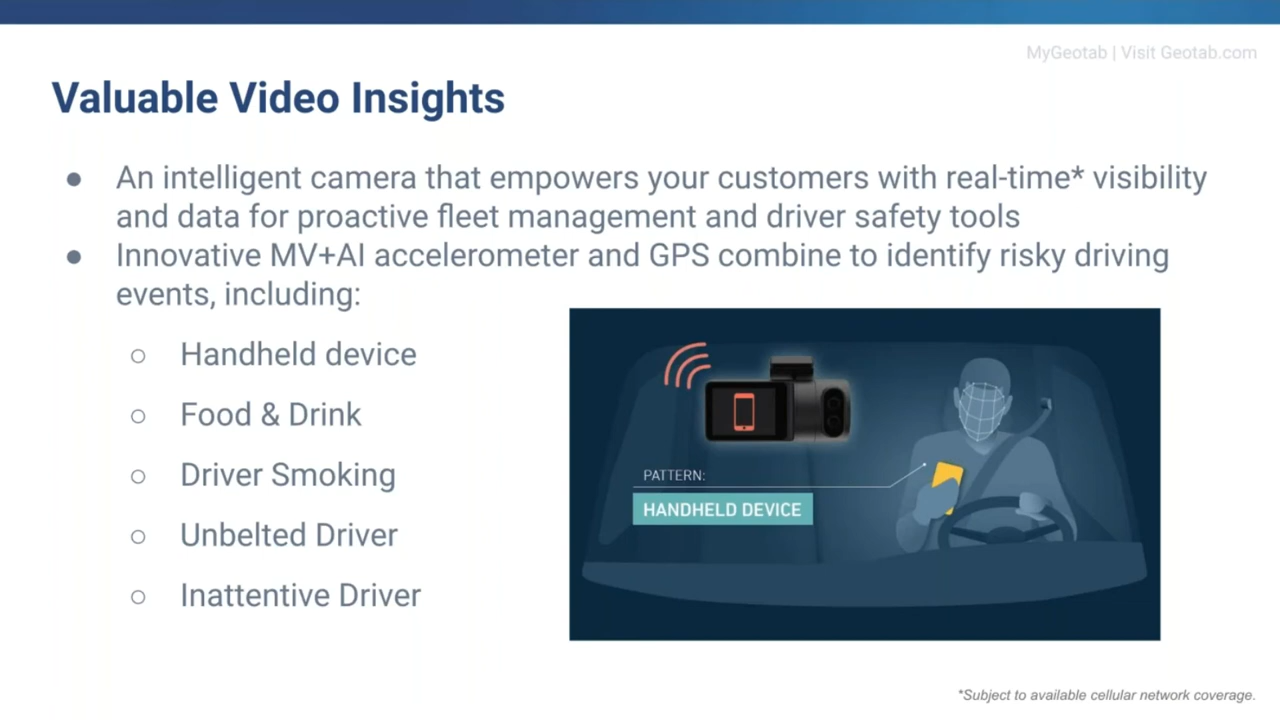 MyGeotab | Visit Geotab.com
Valuable Video Insights
● An intelligent camera that empowers your customers with real-time* visibility
and data for proactive fleet management and driver safety tools
● Innovative MV+AI accelerometer and GPS combine to identify risky driving
events, including:
○ Handheld device
○ Food & Drink
○ Driver Smoking
○ Unbelted Driver
○ Inattentive Driver
PATTERN:
HANDHELD DEVICE
*Subject to available cellular network coverage.